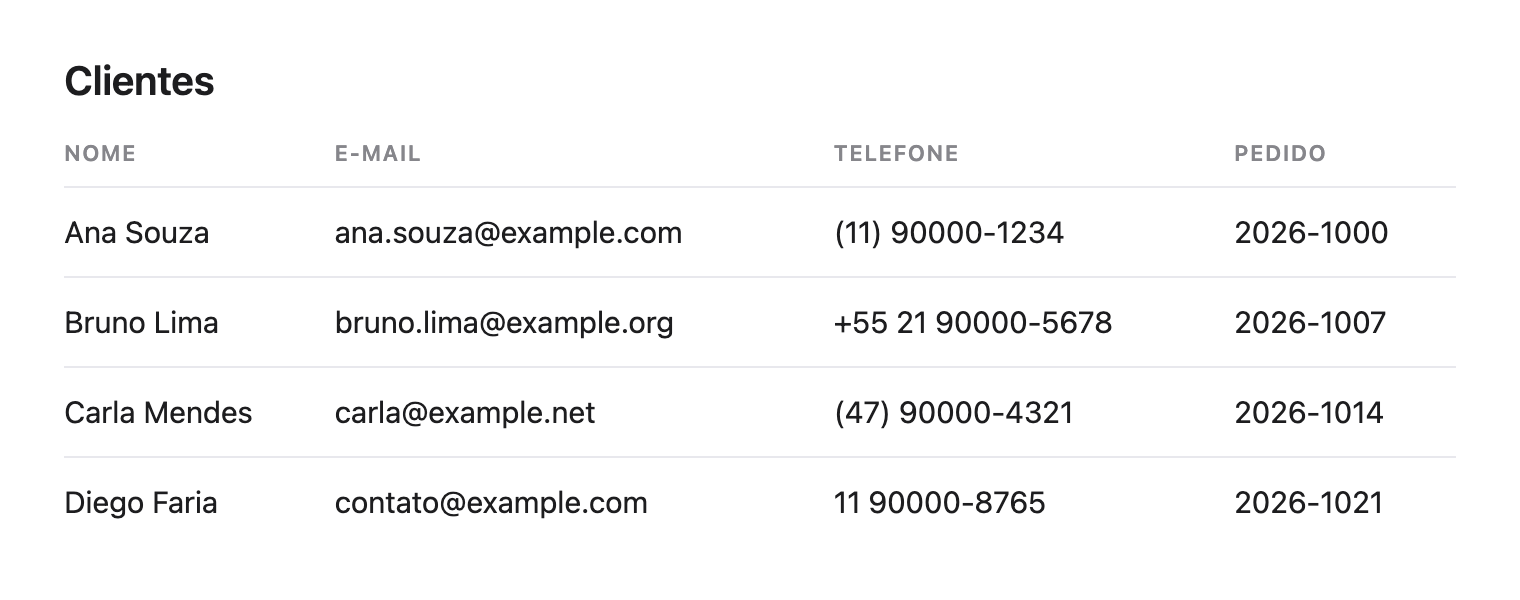 Clientes
NOME E-MAIL TELEFONE PEDIDO
Ana Souza ana.souza@example.com (11) 90000-1234 2026-1000
Bruno Lima bruno.lima@example.org +55 21 90000-5678 2026-1007
Carla Mendes carla@example.net (47) 90000-4321 2026-1014
Diego Faria contato@example.com 11 90000-8765 2026-1021